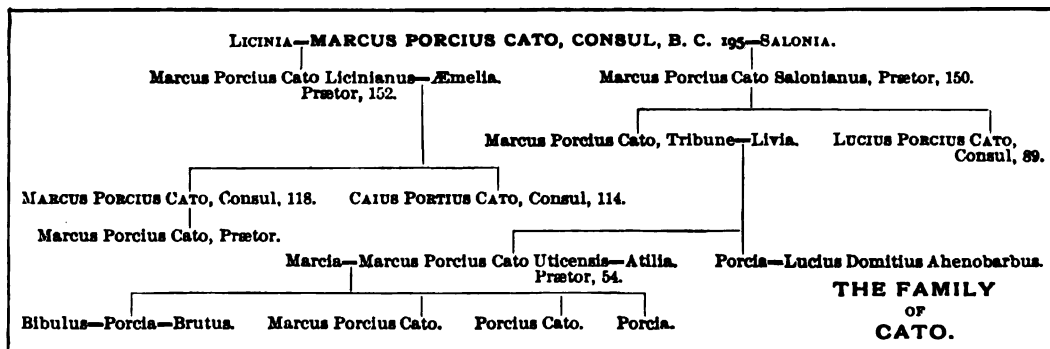 LICINIA—MARCUS PORCIUS CATO, CONSUL, B. C. 195—SALONIA.
Marcus Porcius Cato Licinianus—Æmelia.
Prætor, 152.
Marcus Porcius Cato Salonianus, Prætor, 150.
Marcus Porcius Cato, Tribune—Livia.
LUCIUS PORCIUS CATO,
Consul, 89.
MARCUS PORCIUS CATO, Consul, 118.
CAIUS PORTIUS CATO, Consul, 114.
Marcus Porcius Cato, Prætor.
Marcia—Marcus Porcius Cato Uticensis—Atilia.
Prætor, 54.
Porcia—Lucius Domitius Ahenobarbus.
Bibulus—Porcia—Brutus.
Marcus Porcius Cato.
Porcius Cato.
Porcia.
THE FAMILY
OF
CATO.